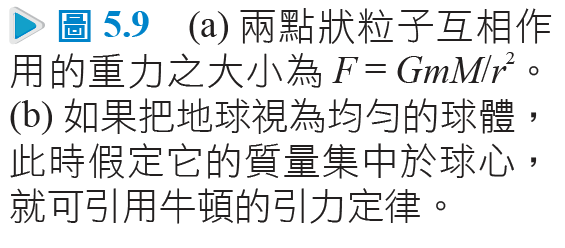 圖 5.9 (a) 兩點狀粒子互相作
用的重力之大小為 F = GmM/r²。
(b) 如果把地球視為均勻的球體，
此時假定它的質量集中於球心，
就可引用牛頓的引力定律。